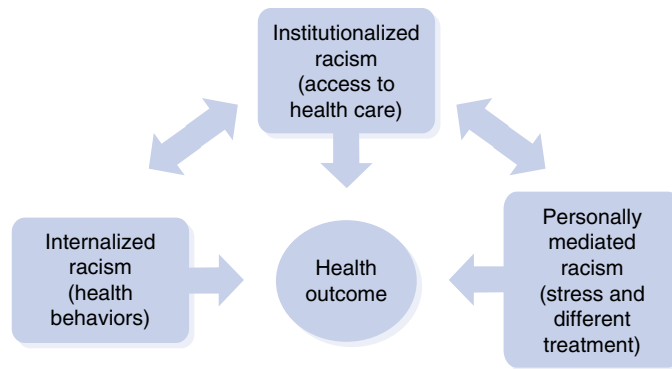 Institutionalized
racism
(access to
health care)
Internalized
racism
(health
behaviors)
Health
outcome
Personally
mediated
racism
(stress and
different
treatment)